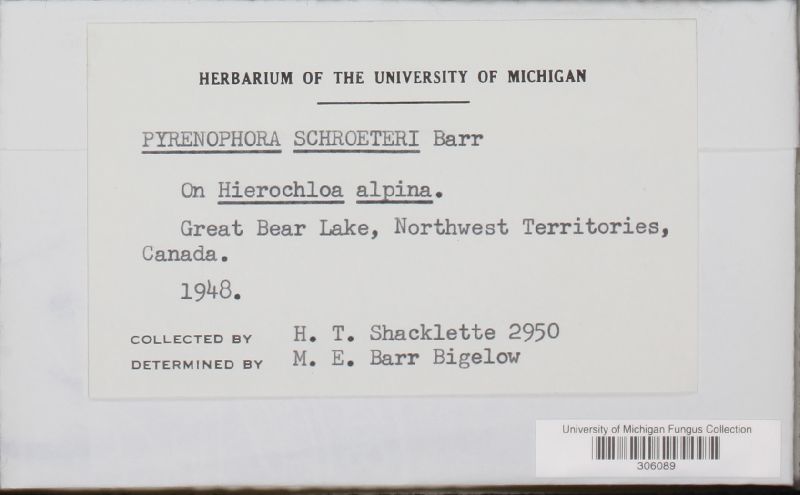 HERBARIUM OF THE UNIVERSITY OF MICHIGAN
PYRENOPHORA SCHROETERI Barr
On Hierochloa alpina.
Great Bear Lake, Northwest Territories,
Canada.
1948.
COLLECTED BY H. T. Shacklette 2950
DETERMINED BY M. E. Barr Bigelow
University of Michigan Fungus Collection
306089